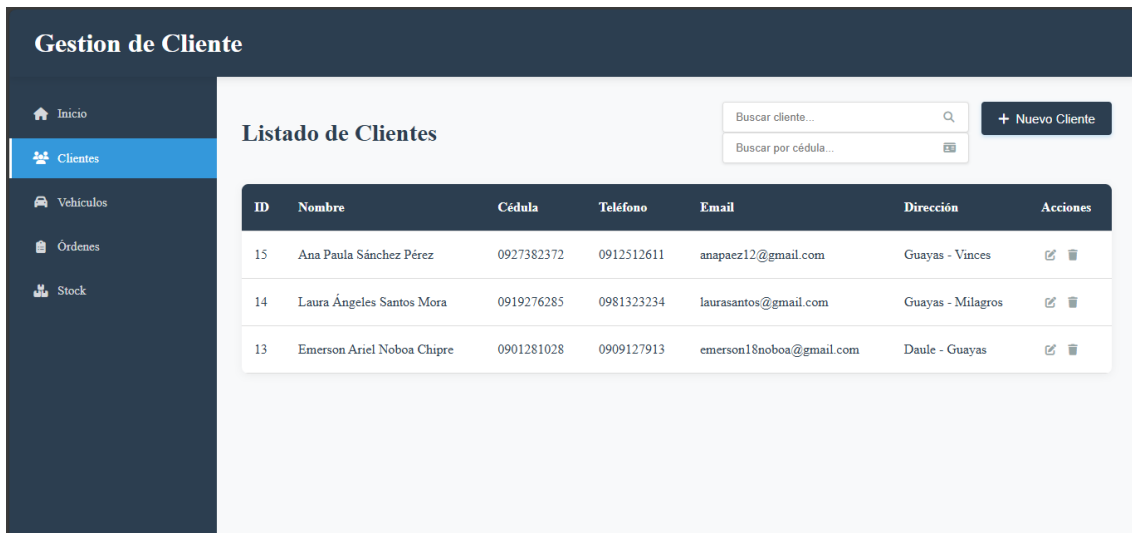 Gestion de Cliente
Inicio
Clientes
Vehículos
Órdenes
Stock
Listado de Clientes
Buscar cliente...
Buscar por cédula...
+ Nuevo Cliente
ID Nombre Cédula Teléfono Email Dirección Acciones
15 Ana Paula Sánchez Pérez 0927382372 0912512611 anapaez12@gmail.com Guayas - Vinces
14 Laura Ángeles Santos Mora 0919276285 0981323234 laurasantos@gmail.com Guayas - Milagros
13 Emerson Ariel Noboa Chipre 0901281028 0909127913 emerson18noboa@gmail.com Daule - Guayas